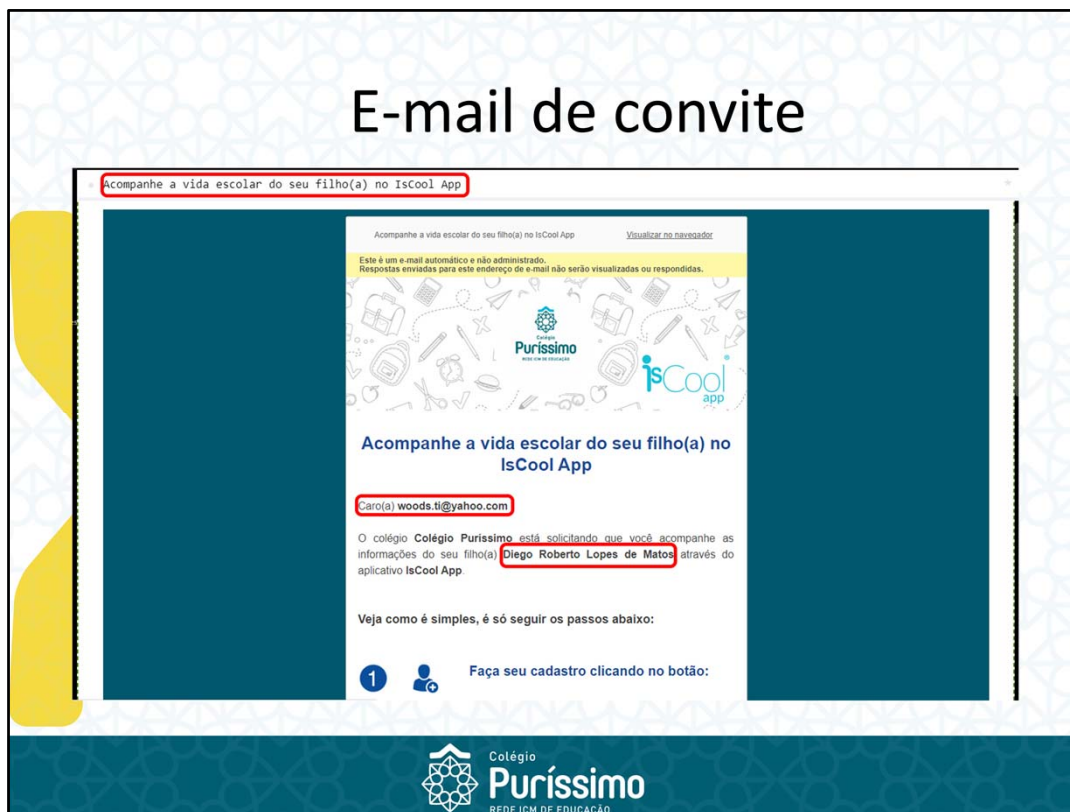 E-mail de convite
Acompanhe a vida escolar do seu filho(a) no IsCool App
Acompanhe a vida escolar do seu filho(a) no IsCool App Visualizar no navegador
Este é um e-mail automático e não administrado.
Respostas enviadas para este endereço de e-mail não serão visualizadas ou respondidas.
Colégio
Puríssimo
REDE ICM DE EDUCAÇÃO
isCool
app
Acompanhe a vida escolar do seu filho(a) no
IsCool App
Caro(a) woods.ti@yahoo.com
O colégio Colégio Puríssimo está solicitando que você acompanhe as
informações do seu filho(a) Diego Roberto Lopes de Matos através do
aplicativo IsCool App.
Veja como é simples, é só seguir os passos abaixo:
1 Faça seu cadastro clicando no botão:
Colégio
Puríssimo
REDE ICM DE EDUCAÇÃO